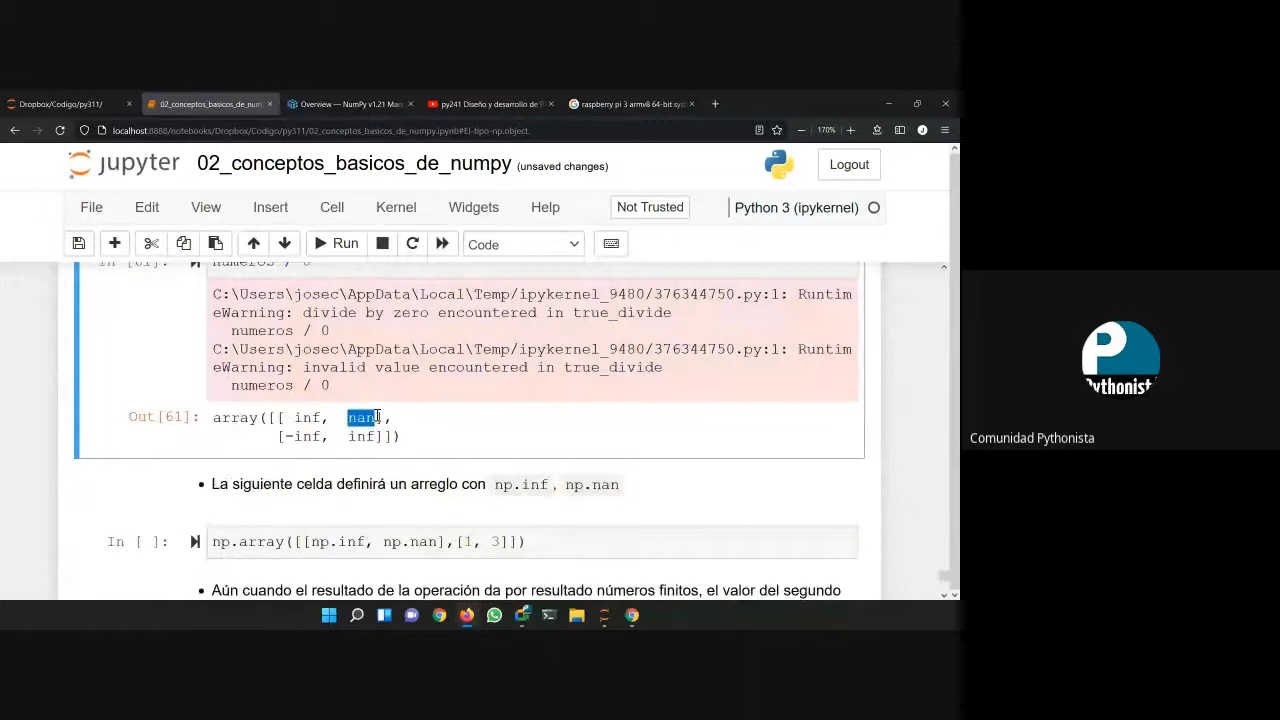 Dropbox/Codigo/py311/
02_conceptos_basicos_de_num
Overview — NumPy v1.21 Man
py241 Diseño y desarrollo de P
raspberry pi 3 armv8 64-bit sys
localhost:8888/notebooks/Dropbox/Codigo/py311/02_conceptos_basicos_de_numpy.ipynb#El-tipo-np.object.
170%
jupyter 02_conceptos_basicos_de_numpy (unsaved changes)
Logout
File Edit View Insert Cell Kernel Widgets Help
Not Trusted
Python 3 (ipykernel)
Run
Code
In [61]: numeros / 0
C:\Users\josec\AppData\Local\Temp/ipykernel_9480/376344750.py:1: Runtim
eWarning: divide by zero encountered in true_divide
numeros / 0
C:\Users\josec\AppData\Local\Temp/ipykernel_9480/376344750.py:1: Runtim
eWarning: invalid value encountered in true_divide
numeros / 0
Out[61]: array([[ inf, nan],
[-inf, inf]])
• La siguiente celda definirá un arreglo con np.inf, np.nan
In [ ]: np.array([[np.inf, np.nan],[1, 3]])
• Aún cuando el resultado de la operación da por resultado números finitos, el valor del segundo
P
Pythonist
Comunidad Pythonista